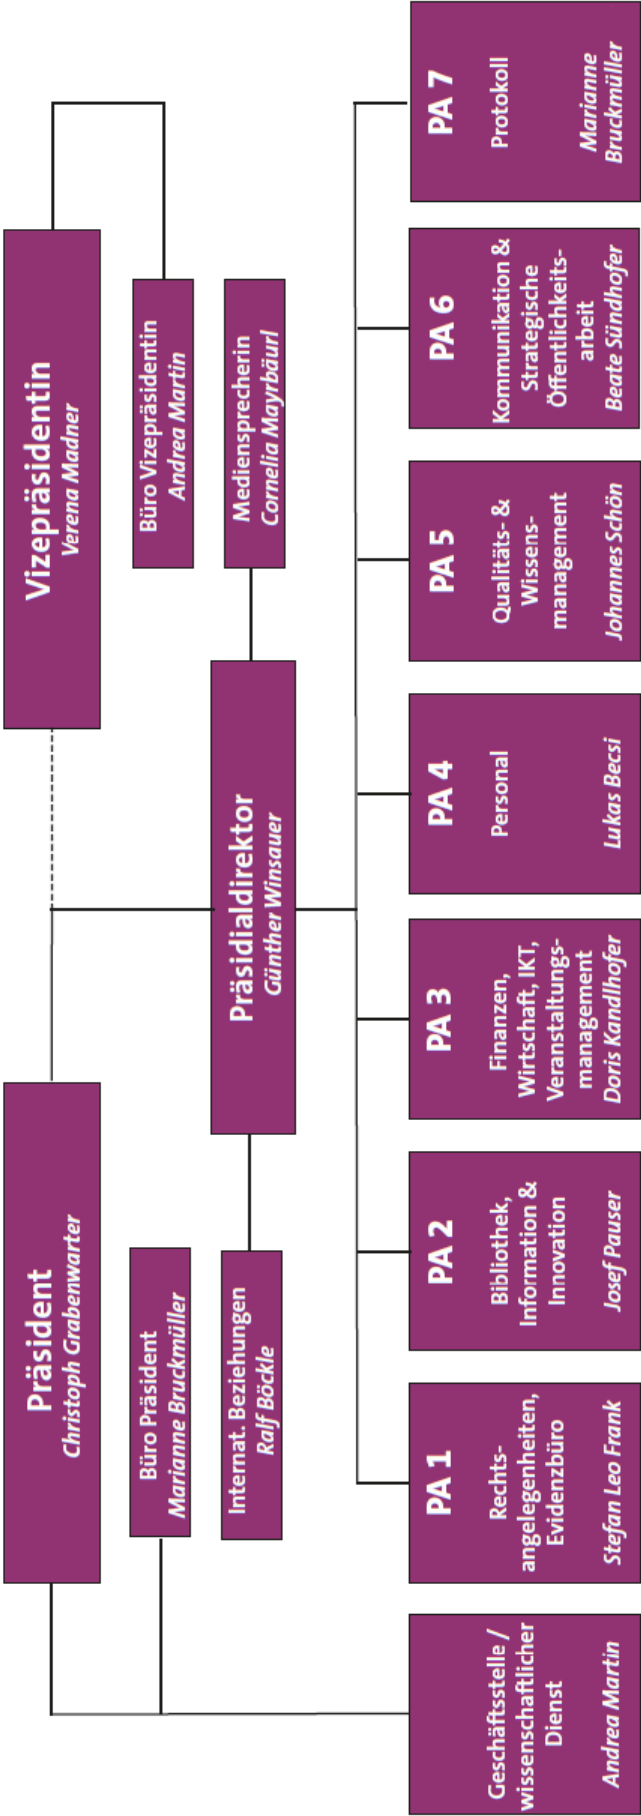 Präsident
Christoph Grabenwarter
Vizepräsidentin
Verena Madner
Büro Präsident
Marianne Bruckmüller
Büro Vizepräsidentin
Andrea Martin
Internat. Beziehungen
Ralf Böckle
Präsidialdirektor
Günther Winsauer
Mediensprecherin
Cornelia Mayrbäurl
Geschäftsstelle /
wissenschaftlicher
Dienst
Andrea Martin
PA 1
Rechts-
angelegenheiten,
Evidenzbüro
Stefan Leo Frank
PA 2
Bibliothek,
Information &
Innovation
Josef Pauser
PA 3
Finanzen,
Wirtschaft, IKT,
Veranstaltungs-
management
Doris Kandlhofer
PA 4
Personal
Lukas Becsi
PA 5
Qualitäts- &
Wissens-
management
Johannes Schön
PA 6
Kommunikation &
Strategische
Öffentlichkeits-
arbeit
Beate Sündhofer
PA 7
Protokoll
Marianne
Bruckmüller